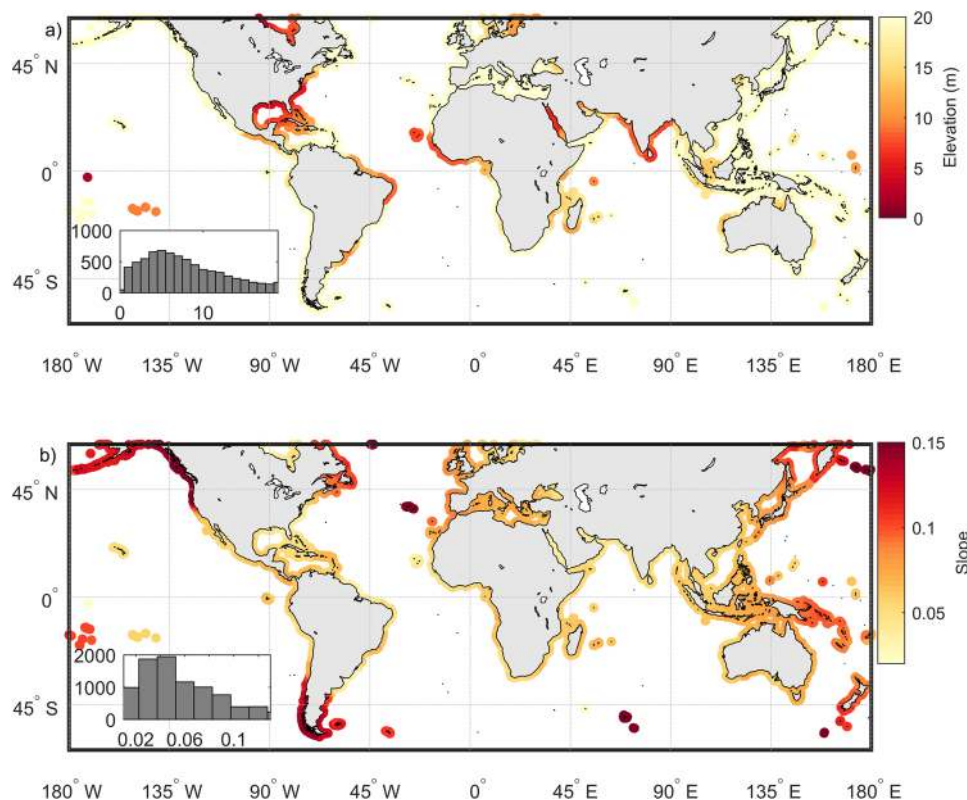 a)
45° N
0°
45° S
1000
500
0
0 10
180° W 135° W 90° W 45° W 0° 45° E 90° E 135° E 180° E
20
15
10
5
0
Elevation (m)
b)
45° N
0°
45° S
2000
1000
0
0.02 0.06 0.1
180° W 135° W 90° W 45° W 0° 45° E 90° E 135° E 180° E
0.15
0.1
0.05
Slope